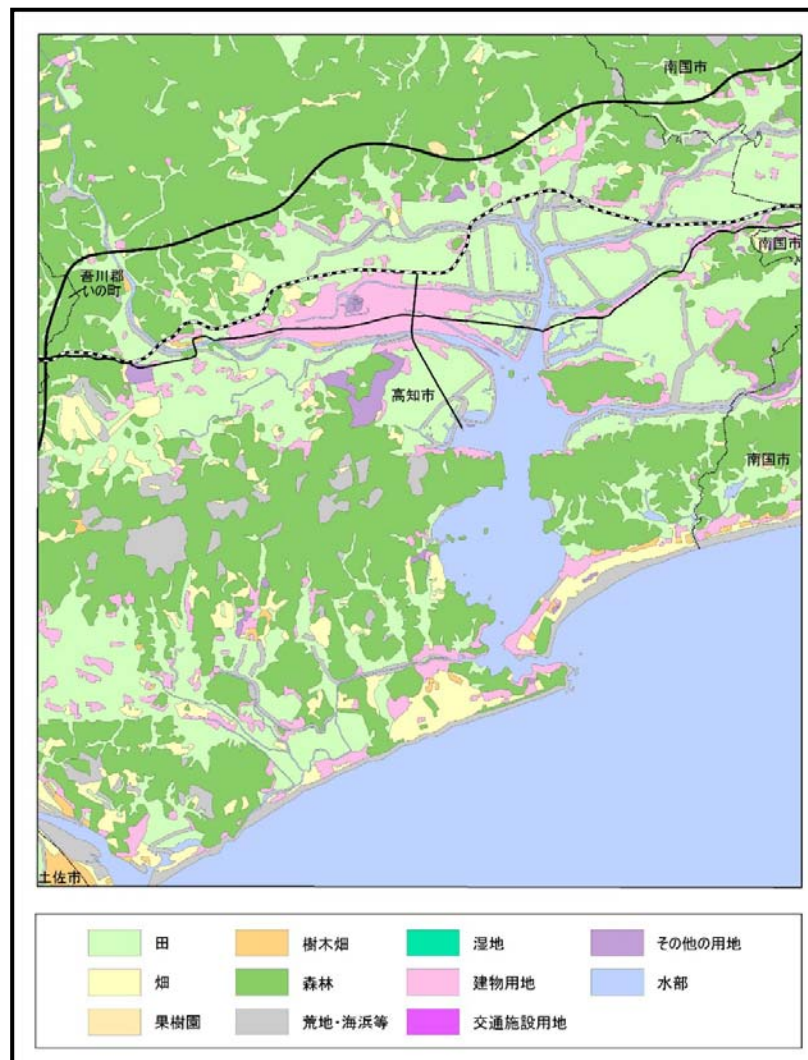 南国市
南国市
吾川郡
いの町
高知市
南国市
土佐市
田
樹木畑
湿地
その他の用地
畑
森林
建物用地
水部
果樹園
荒地・海浜等
交通施設用地